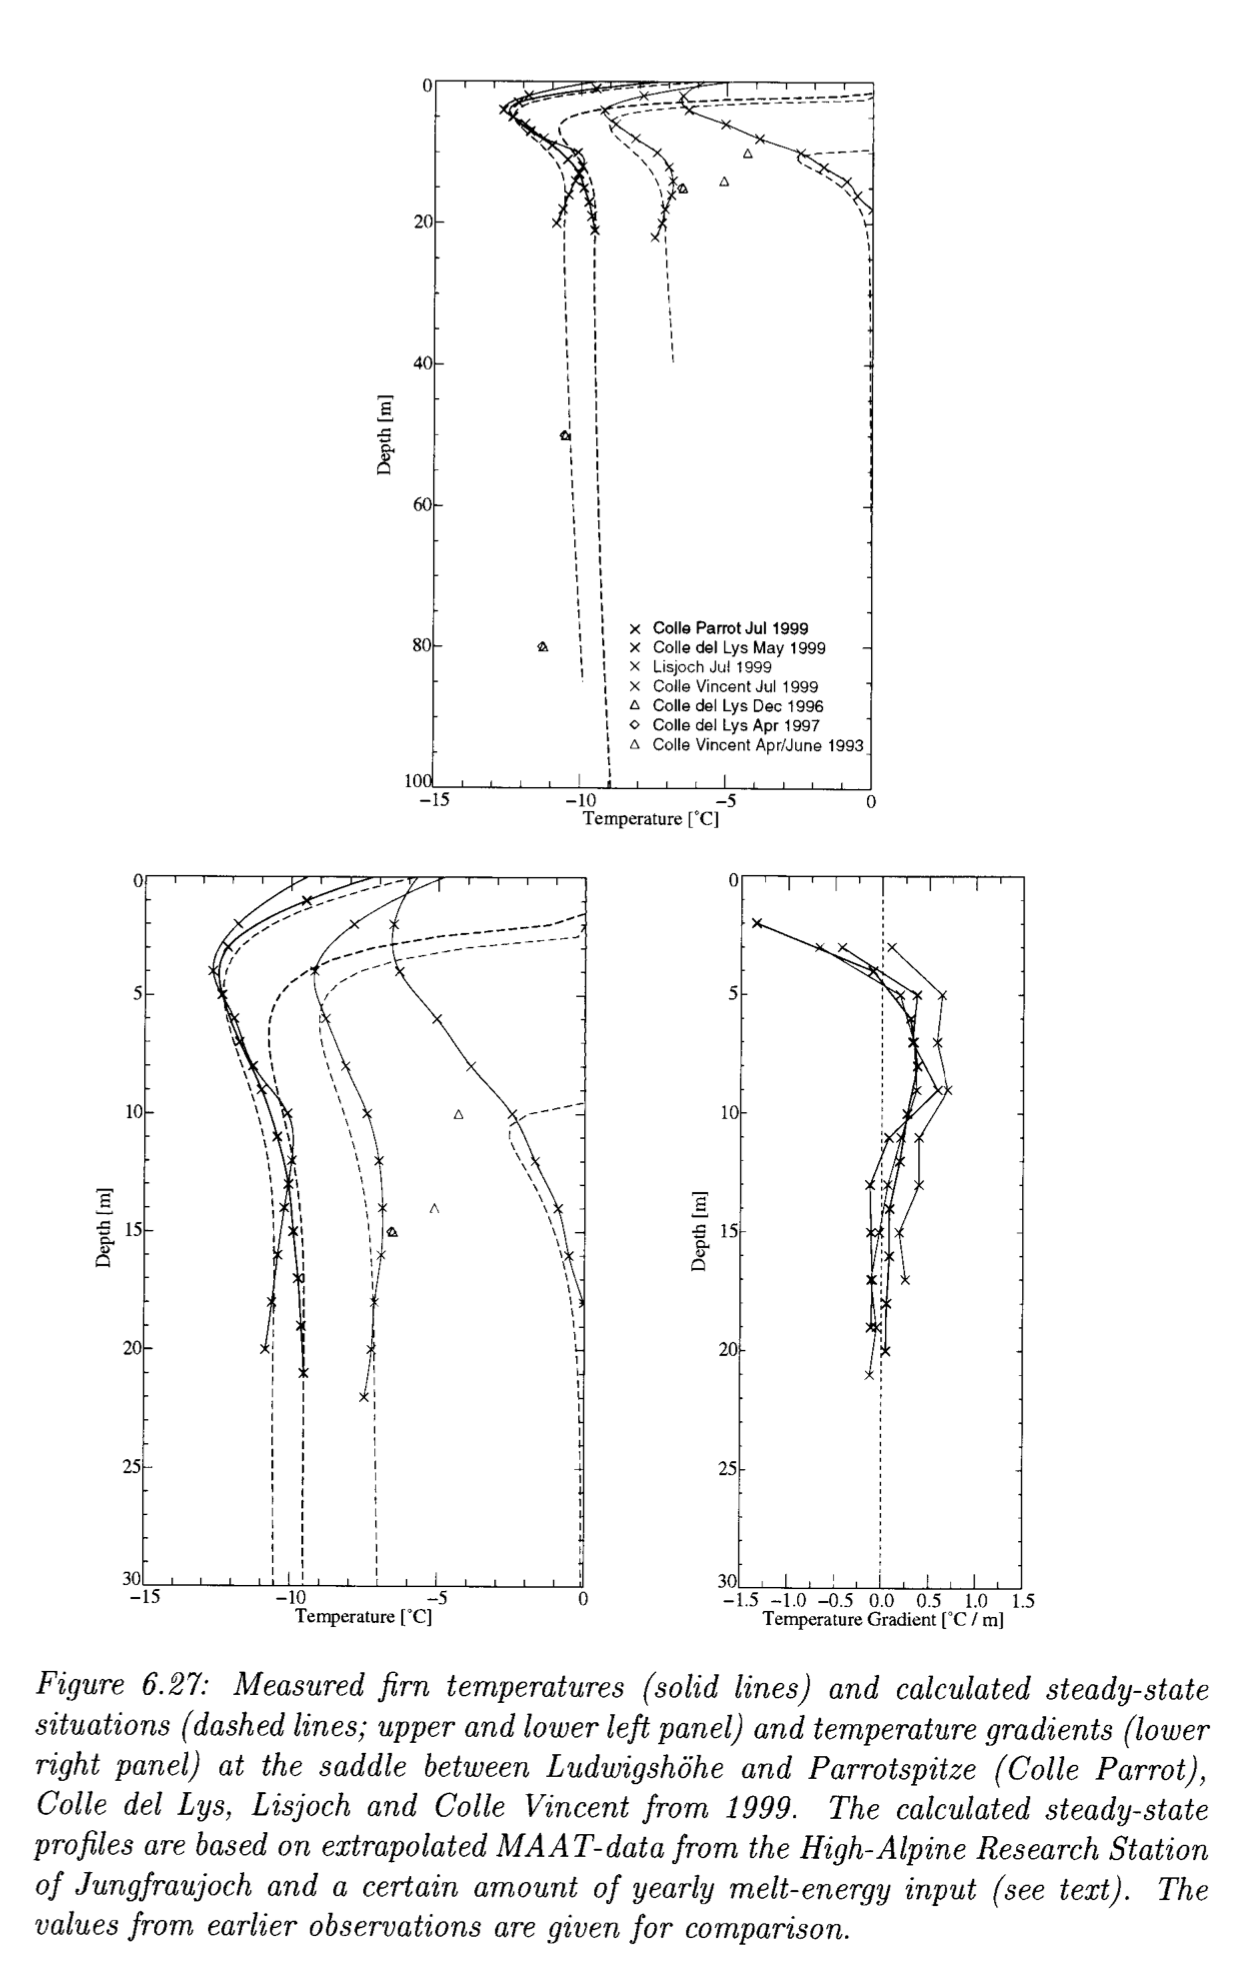 0
20
40
60
80
100
Depth [m]
× Colle Parrot Jul 1999
× Colle del Lys May 1999
× Lisjoch Jul 1999
× Colle Vincent Jul 1999
△ Colle del Lys Dec 1996
◇ Colle del Lys Apr 1997
△ Colle Vincent Apr/June 1993
−15 −10 −5 0
Temperature [°C]
0
5
10
15
20
25
30
Depth [m]
−15 −10 −5 0
Temperature [°C]
0
5
10
15
20
25
30
Depth [m]
−1.5 −1.0 −0.5 0.0 0.5 1.0 1.5
Temperature Gradient [°C / m]
Figure 6.27: Measured firn temperatures (solid lines) and calculated steady-state
situations (dashed lines; upper and lower left panel) and temperature gradients (lower
right panel) at the saddle between Ludwigshöhe and Parrotspitze (Colle Parrot),
Colle del Lys, Lisjoch and Colle Vincent from 1999. The calculated steady-state
profiles are based on extrapolated MAAT-data from the High-Alpine Research Station
of Jungfraujoch and a certain amount of yearly melt-energy input (see text). The
values from earlier observations are given for comparison.